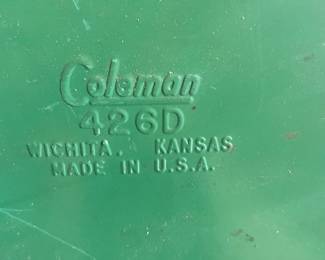 Coleman
426D
WICHITA, KANSAS
MADE IN U.S.A.